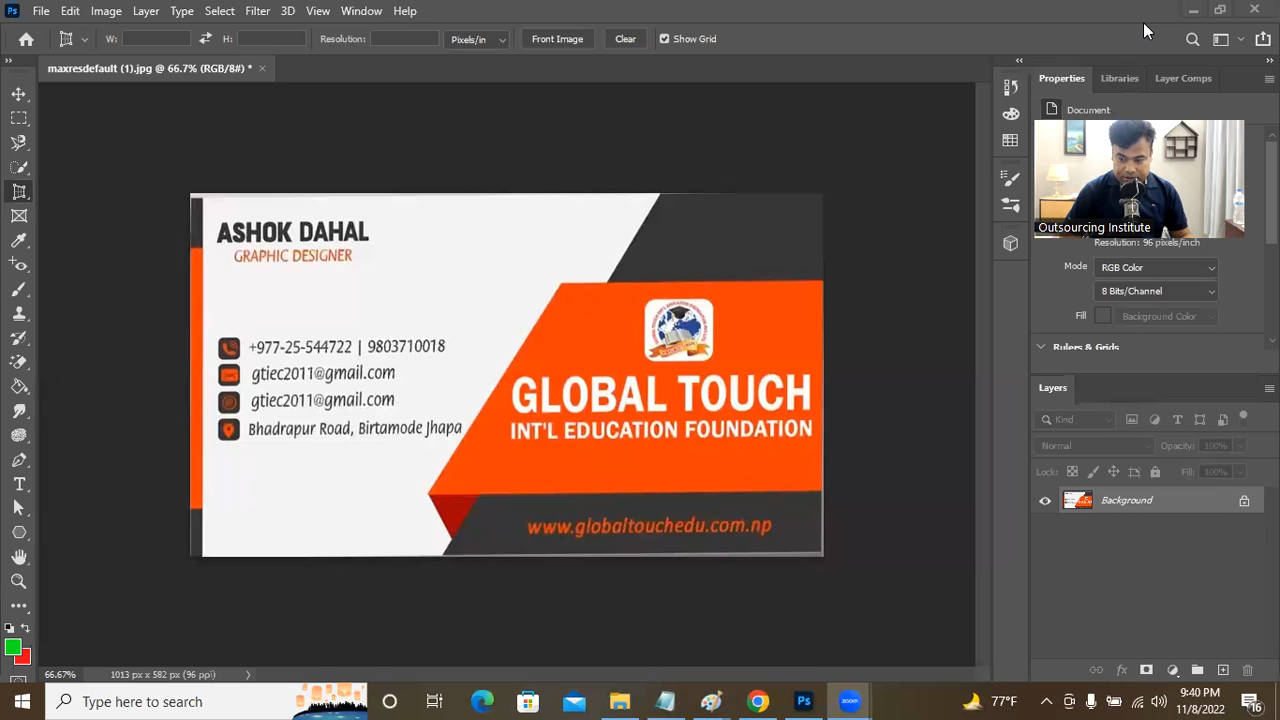 Ps File Edit Image Layer Type Select Filter 3D View Window Help
W: H: Resolution: Pixels/in Front Image Clear Show Grid
maxresdefault (1).jpg @ 66.7% (RGB/8#) *
Properties Libraries Layer Comps
Document
Outsourcing Institute
Resolution: 96 pixels/inch
Mode RGB Color
8 Bits/Channel
Fill Background Color
Rulers & Grids
Layers
Kind
Normal Opacity: 100%
Lock: Fill: 100%
Background
ASHOK DAHAL
GRAPHIC DESIGNER
+977-25-544722 | 9803710018
gtiec2011@gmail.com
gtiec2011@gmail.com
Bhadrapur Road, Birtamode Jhapa
GLOBAL TOUCH
INT'L EDUCATION FOUNDATION
www.globaltouchedu.com.np
66.67% 1013 px x 582 px (96 ppi)
Type here to search
Ps
zoom
77°F
9:40 PM
11/8/2022
16